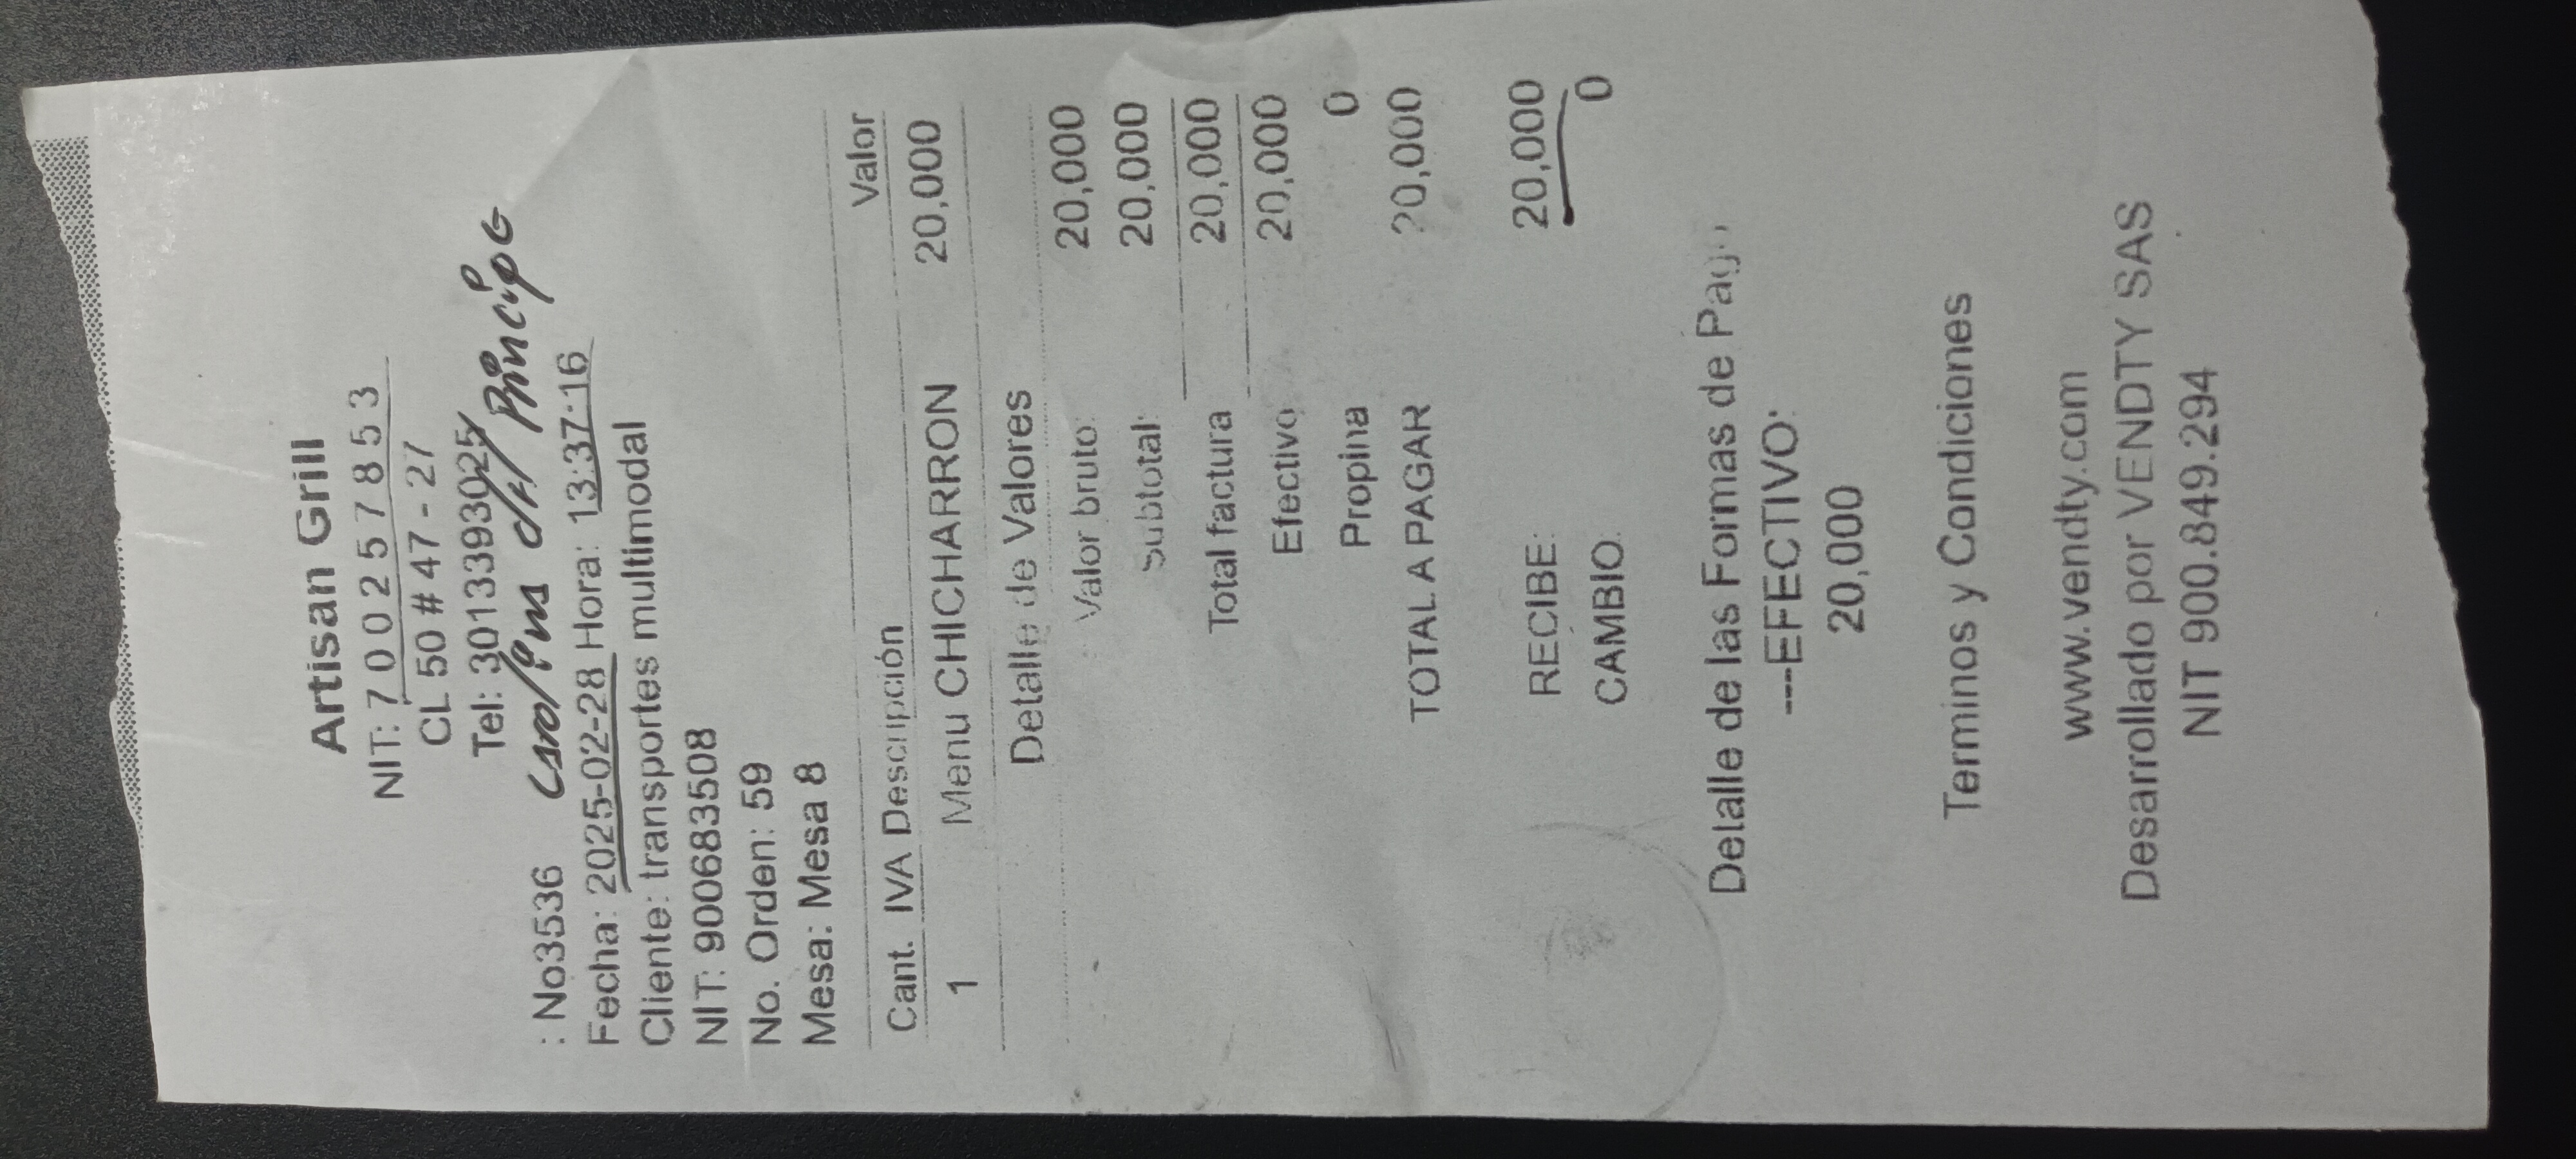 Artisan Grill
NIT: 7 0 0 2 5 7 8 5 3
CL 50 # 47 - 27
Tel: 3013393025
: No3536
Fecha: 2025-02-28 Hora: 13:37:16
Cliente: transportes multimodal
NIT: 900683508
No. Orden: 59
Mesa: Mesa 8
Cant. IVA Descripción Valor
1 Menu CHICHARRON 20,000
Detalle de Valores
Valor bruto: 20,000
Subtotal: 20,000
Total factura 20,000
Efectivo 20,000
Propina 0
TOTAL A PAGAR 20,000
RECIBE: 20,000
CAMBIO. 0
Detalle de las Formas de Pago
---EFECTIVO:
20,000
Terminos y Condiciones
www.vendty.com
Desarrollado por VENDTY SAS
NIT 900.849.294